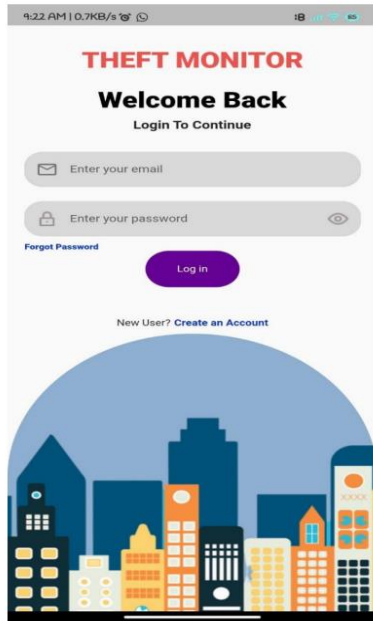 9:22 AM | 0.7KB/s
THEFT MONITOR
Welcome Back
Login To Continue
Enter your email
Enter your password
Forgot Password
Log in
New User? Create an Account
XXXX